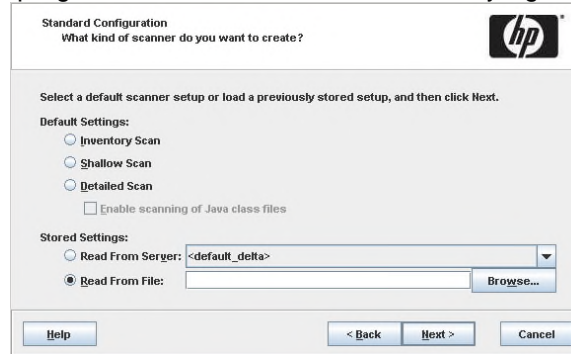 Standard Configuration
What kind of scanner do you want to create?
hp
Select a default scanner setup or load a previously stored setup, and then click Next.
Default Settings:
Inventory Scan
Shallow Scan
Detailed Scan
Enable scanning of Java class files
Stored Settings:
Read From Server: <default_delta>
Read From File: Browse...
Help < Back Next > Cancel